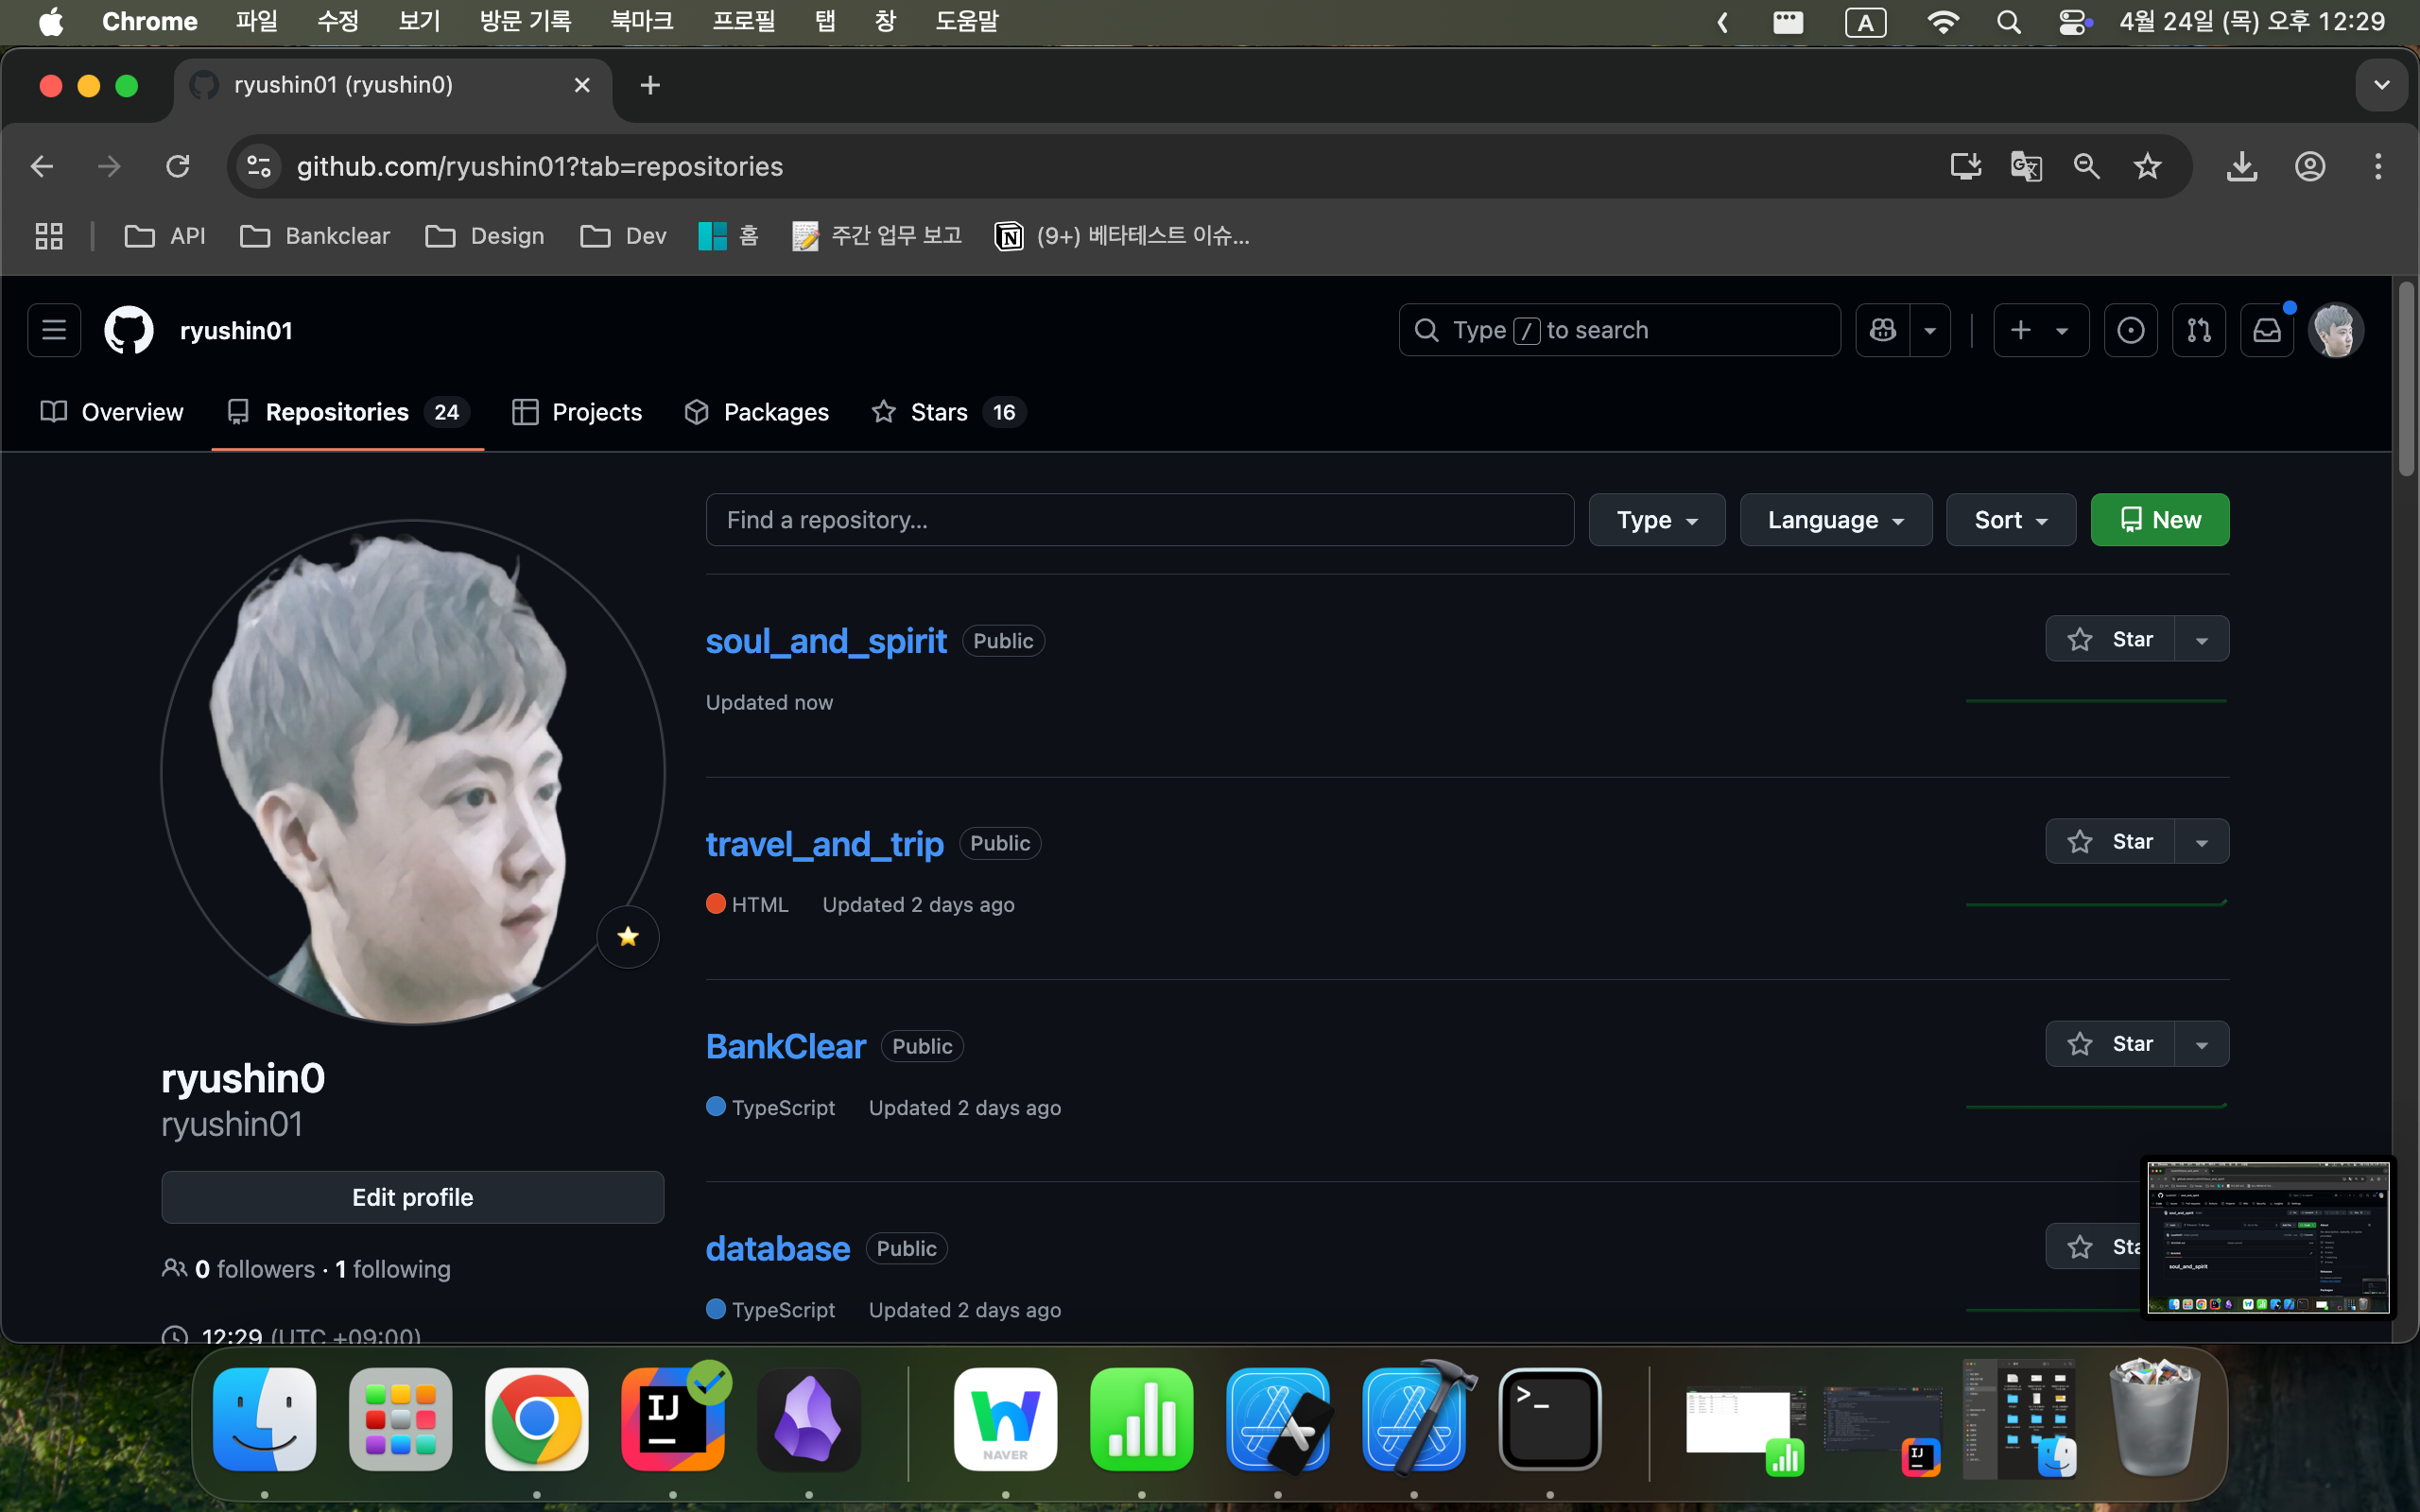 Chrome 파일 수정 보기 방문 기록 북마크 프로필 탭 창 도움말 A 4월 24일 (목) 오후 12:29
ryushin01 (ryushin0)
github.com/ryushin01?tab=repositories
API Bankclear Design Dev 홈 주간 업무 보고 (9+) 베타테스트 이슈...
ryushin01 Type / to search
Overview Repositories 24 Projects Packages Stars 16
Find a repository... Type Language Sort New
soul_and_spirit Public Star
Updated now
travel_and_trip Public Star
HTML Updated 2 days ago
BankClear Public Star
TypeScript Updated 2 days ago
database Public
TypeScript Updated 2 days ago
ryushin0
ryushin01
Edit profile
0 followers · 1 following
12:29 (UTC +09:00)
soul_and_spirit
IJ
NAVER
>_
IJ